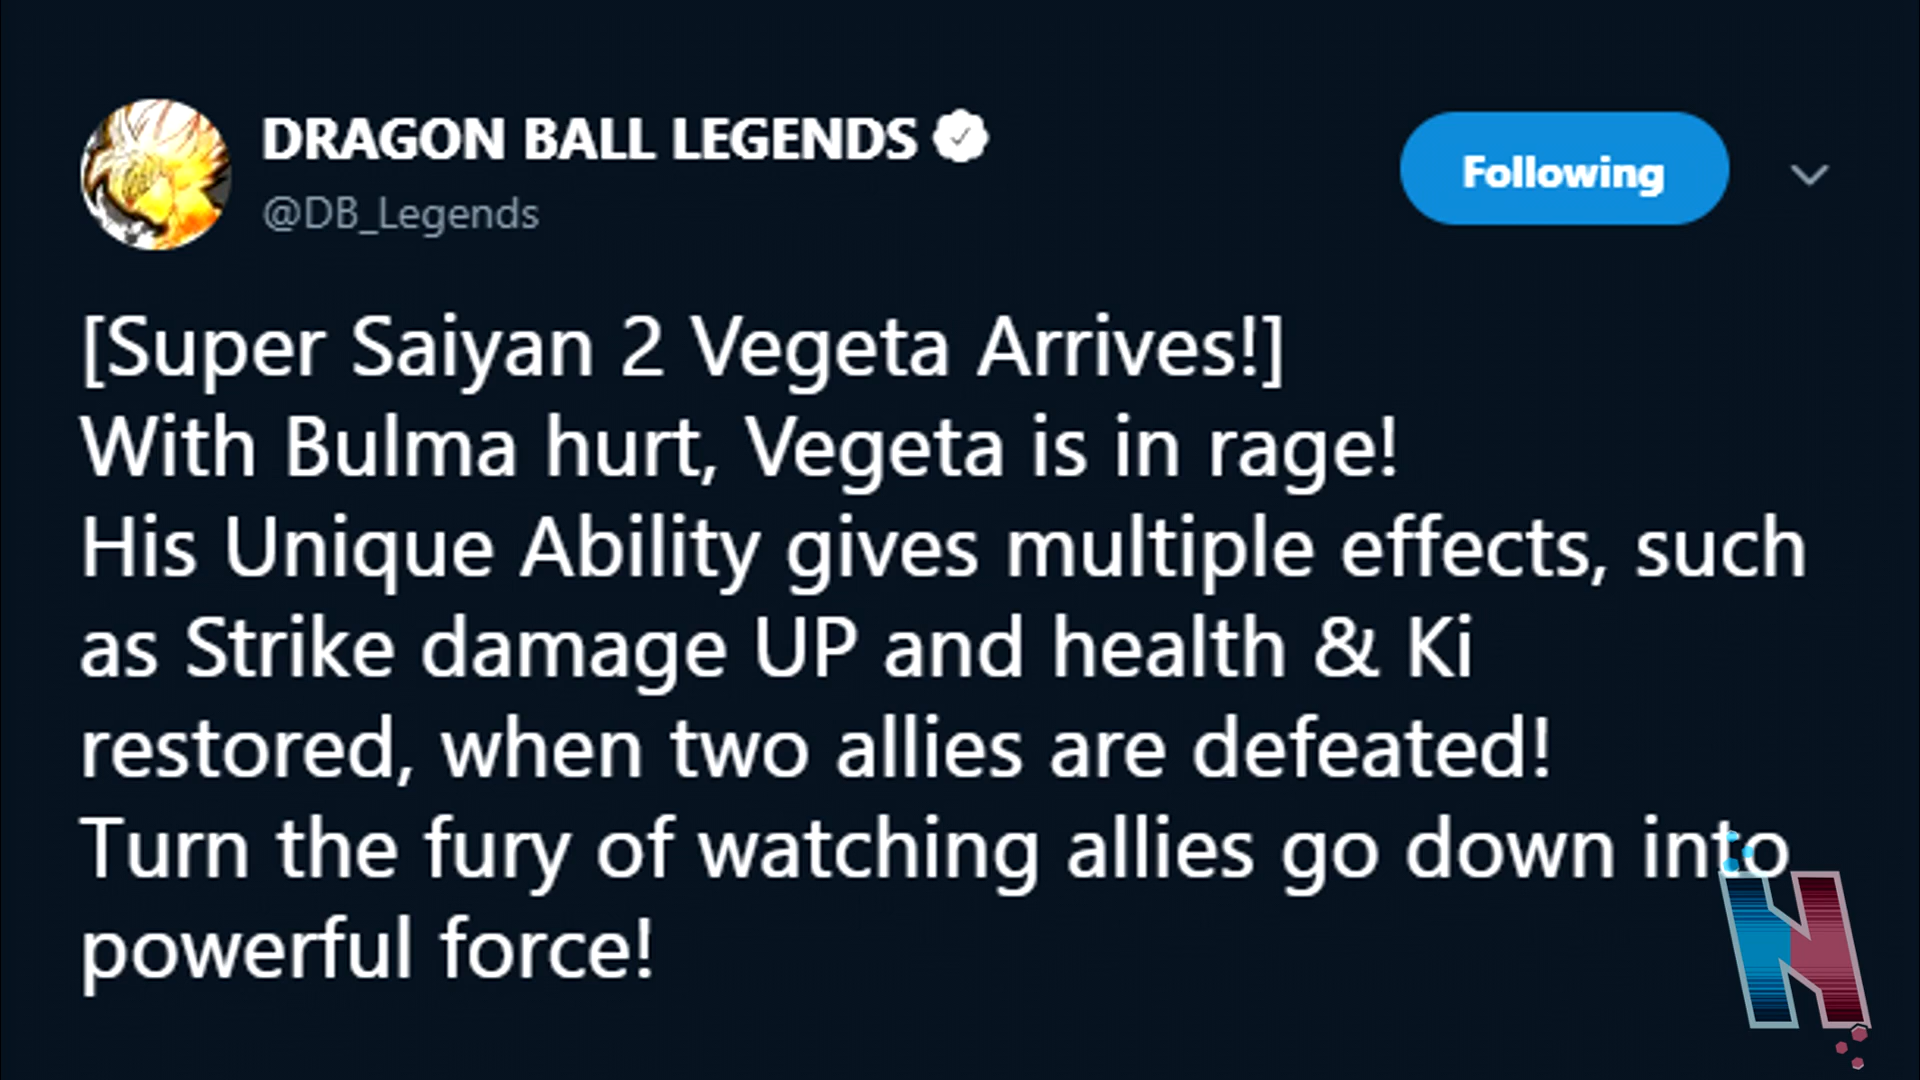 DRAGON BALL LEGENDS
@DB_Legends
Following
[Super Saiyan 2 Vegeta Arrives!]
With Bulma hurt, Vegeta is in rage!
His Unique Ability gives multiple effects, such
as Strike damage UP and health & Ki
restored, when two allies are defeated!
Turn the fury of watching allies go down into
powerful force!
N